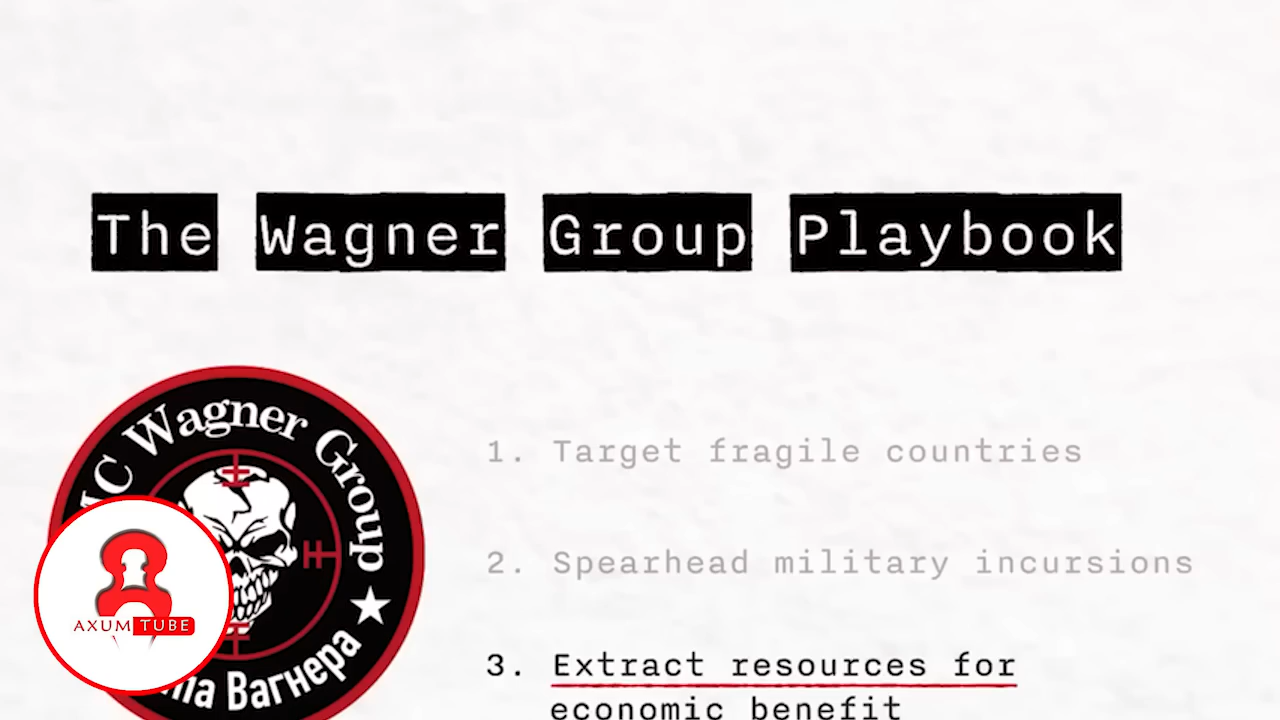 The Wagner Group Playbook
Wagner Group
1. Target fragile countries
2. Spearhead military incursions
AXUM TUBE
Вагнера
3. Extract resources for
economic benefit